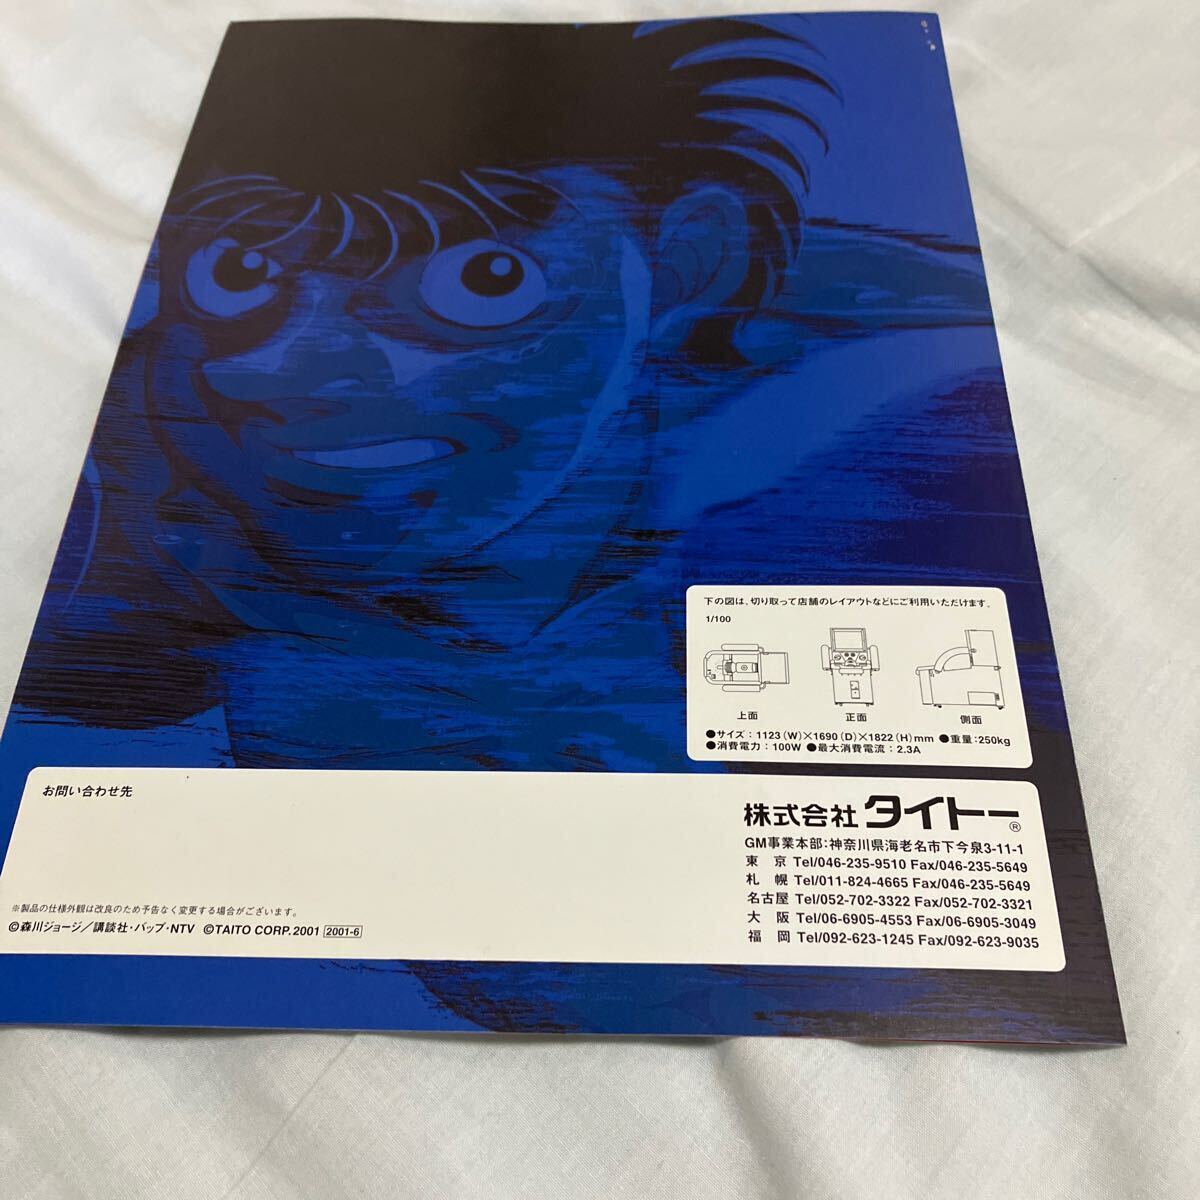 下の図は、切り取って店舗のレイアウトなどにご利用いただけます。
1/100
上面 正面 側面
●サイズ：1123（W）×1690（D）×1822（H）mm ●重量：250kg
●消費電力：100W ●最大消費電流：2.3A
お問い合わせ先
株式会社 タイトー®
GM事業本部：神奈川県海老名市下今泉3-11-1
東 京 Tel/046-235-9510 Fax/046-235-5649
札 幌 Tel/011-824-4665 Fax/046-235-5649
名古屋 Tel/052-702-3322 Fax/052-702-3321
大 阪 Tel/06-6905-4553 Fax/06-6905-3049
福 岡 Tel/092-623-1245 Fax/092-623-9035
※製品の仕様外観は改良のため予告なく変更する場合がございます。
©森川ジョージ／講談社・バップ・NTV ©TAITO CORP.2001 2001-6